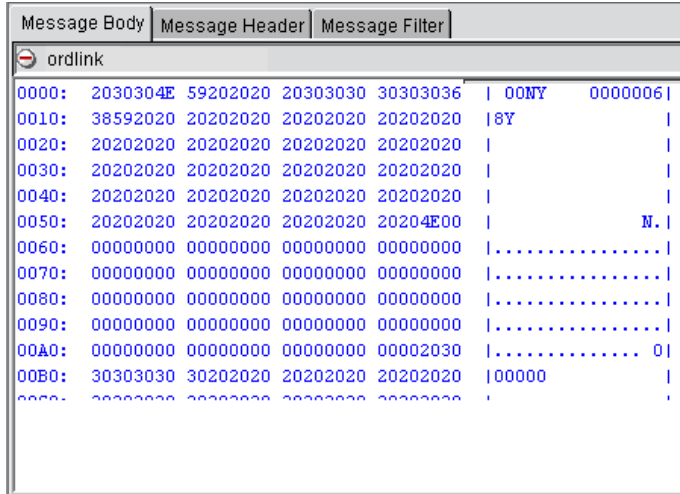 Message Body Message Header Message Filter
ordlink
0000: 2030304E 59202020 20303030 30303036 | 00NY    0000006|
0010: 38592020 20202020 20202020 20202020 |8Y              |
0020: 20202020 20202020 20202020 20202020 |                |
0030: 20202020 20202020 20202020 20202020 |                |
0040: 20202020 20202020 20202020 20202020 |                |
0050: 20202020 20202020 20202020 20204E00 |              N.|
0060: 00000000 00000000 00000000 00000000 |................|
0070: 00000000 00000000 00000000 00000000 |................|
0080: 00000000 00000000 00000000 00000000 |................|
0090: 00000000 00000000 00000000 00000000 |................|
00A0: 00000000 00000000 00000000 00002030 |.............. 0|
00B0: 30303030 30202020 20202020 20202020 |00000           |